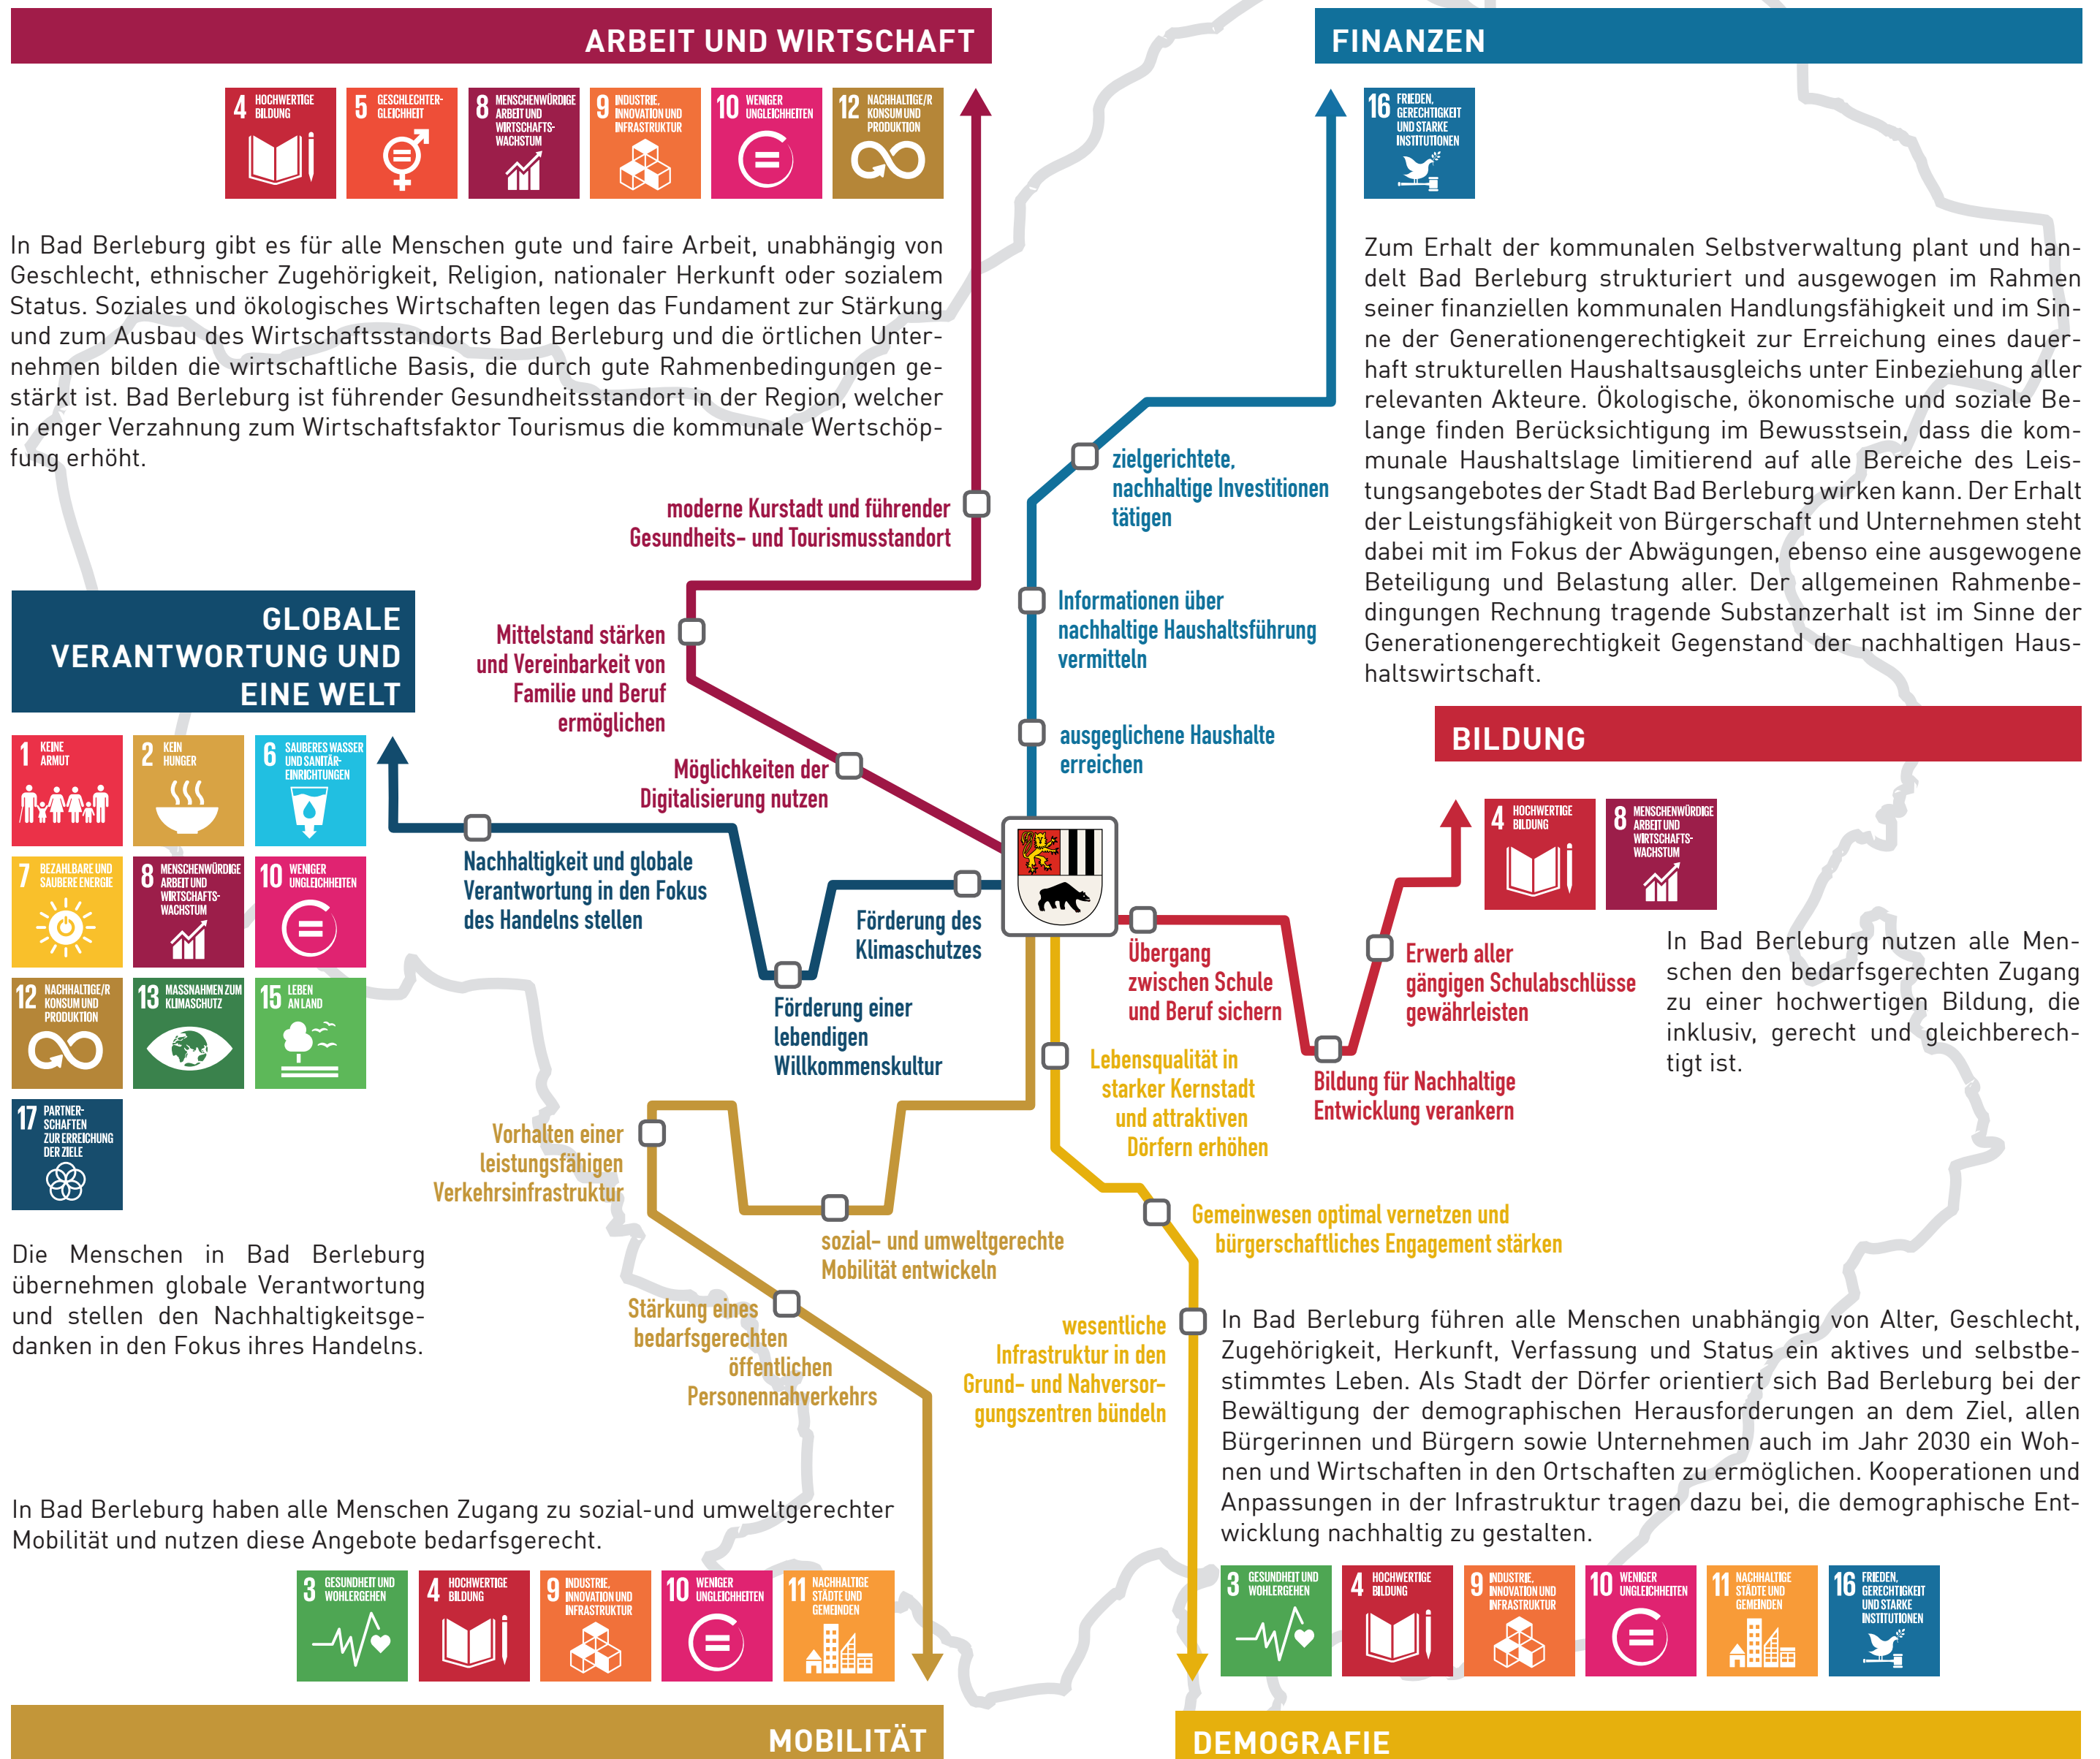 ARBEIT UND WIRTSCHAFT
4 HOCHWERTIGE
BILDUNG
5 GESCHLECHTER-
GLEICHHEIT
8 MENSCHENWÜRDIGE
ARBEIT UND
WIRTSCHAFTS-
WACHSTUM
9 INDUSTRIE,
INNOVATION UND
INFRASTRUKTUR
10 WENIGER
UNGLEICHHEITEN
12 NACHHALTIGE/R
KONSUM UND
PRODUKTION
In Bad Berleburg gibt es für alle Menschen gute und faire Arbeit, unabhängig von
Geschlecht, ethnischer Zugehörigkeit, Religion, nationaler Herkunft oder sozialem
Status. Soziales und ökologisches Wirtschaften legen das Fundament zur Stärkung
und zum Ausbau des Wirtschaftsstandorts Bad Berleburg und die örtlichen Unter-
nehmen bilden die wirtschaftliche Basis, die durch gute Rahmenbedingungen ge-
stärkt ist. Bad Berleburg ist führender Gesundheitsstandort in der Region, welcher
in enger Verzahnung zum Wirtschaftsfaktor Tourismus die kommunale Wertschöp-
fung erhöht.
moderne Kurstadt und führender
Gesundheits- und Tourismusstandort
Mittelstand stärken
und Vereinbarkeit von
Familie und Beruf
ermöglichen
Möglichkeiten der
Digitalisierung nutzen
FINANZEN
16 FRIEDEN,
GERECHTIGKEIT
UND STARKE
INSTITUTIONEN
Zum Erhalt der kommunalen Selbstverwaltung plant und han-
delt Bad Berleburg strukturiert und ausgewogen im Rahmen
seiner finanziellen kommunalen Handlungsfähigkeit und im Sin-
ne der Generationengerechtigkeit zur Erreichung eines dauer-
haft strukturellen Haushaltsausgleichs unter Einbeziehung aller
relevanten Akteure. Ökologische, ökonomische und soziale Be-
lange finden Berücksichtigung im Bewusstsein, dass die kom-
munale Haushaltslage limitierend auf alle Bereiche des Leis-
tungsangebotes der Stadt Bad Berleburg wirken kann. Der Erhalt
der Leistungsfähigkeit von Bürgerschaft und Unternehmen steht
dabei mit im Fokus der Abwägungen, ebenso eine ausgewogene
Beteiligung und Belastung aller. Der allgemeinen Rahmenbe-
dingungen Rechnung tragende Substanzerhalt ist im Sinne der
Generationengerechtigkeit Gegenstand der nachhaltigen Haus-
haltswirtschaft.
zielgerichtete,
nachhaltige Investitionen
tätigen
Informationen über
nachhaltige Haushaltsführung
vermitteln
ausgeglichene Haushalte
erreichen
GLOBALE
VERANTWORTUNG UND
EINE WELT
1 KEINE
ARMUT
2 KEIN
HUNGER
6 SAUBERES WASSER
UND SANITÄR-
EINRICHTUNGEN
7 BEZAHLBARE UND
SAUBERE ENERGIE
8 MENSCHENWÜRDIGE
ARBEIT UND
WIRTSCHAFTS-
WACHSTUM
10 WENIGER
UNGLEICHHEITEN
12 NACHHALTIGE/R
KONSUM UND
PRODUKTION
13 MASSNAHMEN ZUM
KLIMASCHUTZ
15 LEBEN
AN LAND
17 PARTNER-
SCHAFTEN
ZUR ERREICHUNG
DER ZIELE
Nachhaltigkeit und globale
Verantwortung in den Fokus
des Handelns stellen
Förderung des
Klimaschutzes
Förderung einer
lebendigen
Willkommenskultur
Die Menschen in Bad Berleburg
übernehmen globale Verantwortung
und stellen den Nachhaltigkeitsge-
danken in den Fokus ihres Handelns.
BILDUNG
4 HOCHWERTIGE
BILDUNG
8 MENSCHENWÜRDIGE
ARBEIT UND
WIRTSCHAFTS-
WACHSTUM
In Bad Berleburg nutzen alle Men-
schen den bedarfsgerechten Zugang
zu einer hochwertigen Bildung, die
inklusiv, gerecht und gleichberech-
tigt ist.
Übergang
zwischen Schule
und Beruf sichern
Erwerb aller
gängigen Schulabschlüsse
gewährleisten
Bildung für Nachhaltige
Entwicklung verankern
Vorhalten einer
leistungsfähigen
Verkehrsinfrastruktur
sozial- und umweltgerechte
Mobilität entwickeln
Stärkung eines
bedarfsgerechten
öffentlichen
Personennahverkehrs
In Bad Berleburg haben alle Menschen Zugang zu sozial-und umweltgerechter
Mobilität und nutzen diese Angebote bedarfsgerecht.
3 GESUNDHEIT UND
WOHLERGEHEN
4 HOCHWERTIGE
BILDUNG
9 INDUSTRIE,
INNOVATION UND
INFRASTRUKTUR
10 WENIGER
UNGLEICHHEITEN
11 NACHHALTIGE
STÄDTE UND
GEMEINDEN
MOBILITÄT
Lebensqualität in
starker Kernstadt
und attraktiven
Dörfern erhöhen
Gemeinwesen optimal vernetzen und
bürgerschaftliches Engagement stärken
wesentliche
Infrastruktur in den
Grund- und Nahversor-
gungszentren bündeln
In Bad Berleburg führen alle Menschen unabhängig von Alter, Geschlecht,
Zugehörigkeit, Herkunft, Verfassung und Status ein aktives und selbstbe-
stimmtes Leben. Als Stadt der Dörfer orientiert sich Bad Berleburg bei der
Bewältigung der demographischen Herausforderungen an dem Ziel, allen
Bürgerinnen und Bürgern sowie Unternehmen auch im Jahr 2030 ein Woh-
nen und Wirtschaften in den Ortschaften zu ermöglichen. Kooperationen und
Anpassungen in der Infrastruktur tragen dazu bei, die demographische Ent-
wicklung nachhaltig zu gestalten.
3 GESUNDHEIT UND
WOHLERGEHEN
4 HOCHWERTIGE
BILDUNG
9 INDUSTRIE,
INNOVATION UND
INFRASTRUKTUR
10 WENIGER
UNGLEICHHEITEN
11 NACHHALTIGE
STÄDTE UND
GEMEINDEN
16 FRIEDEN,
GERECHTIGKEIT
UND STARKE
INSTITUTIONEN
DEMOGRAFIE